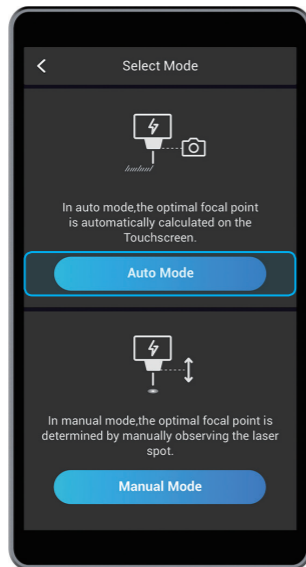 Select Mode
In auto mode,the optimal focal point
is automatically calculated on the
Touchscreen.
Auto Mode
In manual mode,the optimal focal point is
determined by manually observing the laser
spot.
Manual Mode